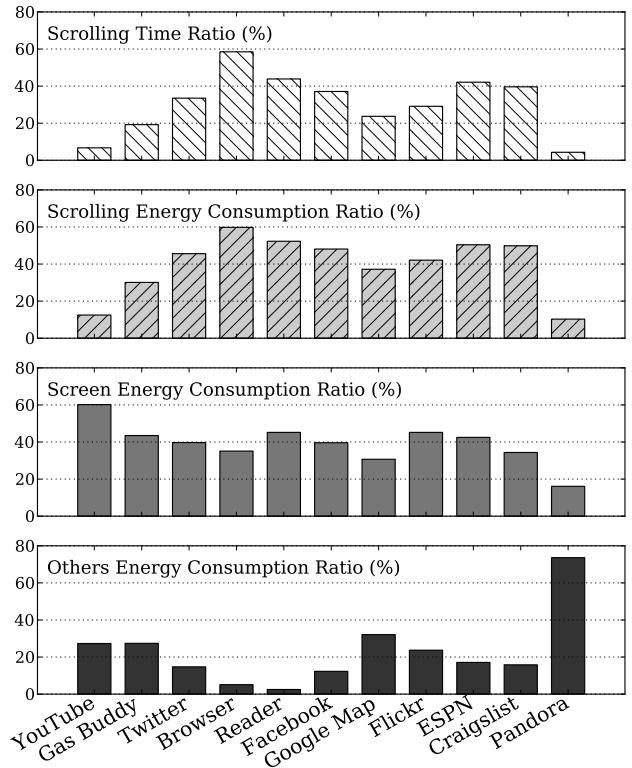 80
Scrolling Time Ratio (%)
60
40
20
0
80
Scrolling Energy Consumption Ratio (%)
60
40
20
0
80
Screen Energy Consumption Ratio (%)
60
40
20
0
80
Others Energy Consumption Ratio (%)
60
40
20
0
YouTube
Gas Buddy
Twitter
Browser
Reader
Facebook
Google Map
Flickr
ESPN
Craigslist
Pandora